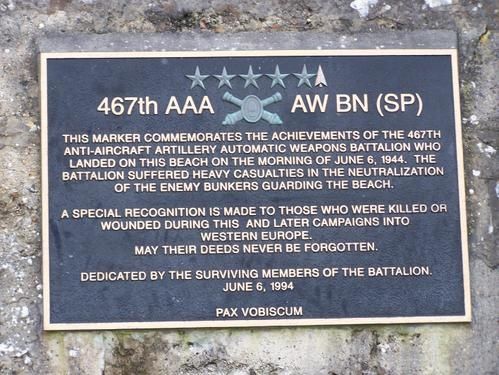 467th AAA AW BN (SP)
THIS MARKER COMMEMORATES THE ACHIEVEMENTS OF THE 467TH
ANTI-AIRCRAFT ARTILLERY AUTOMATIC WEAPONS BATTALION WHO
LANDED ON THIS BEACH ON THE MORNING OF JUNE 6, 1944. THE
BATTALION SUFFERED HEAVY CASUALTIES IN THE NEUTRALIZATION
OF THE ENEMY BUNKERS GUARDING THE BEACH.
A SPECIAL RECOGNITION IS MADE TO THOSE WHO WERE KILLED OR
WOUNDED DURING THIS AND LATER CAMPAIGNS INTO
WESTERN EUROPE.
MAY THEIR DEEDS NEVER BE FORGOTTEN.
DEDICATED BY THE SURVIVING MEMBERS OF THE BATTALION.
JUNE 6, 1994
PAX VOBISCUM